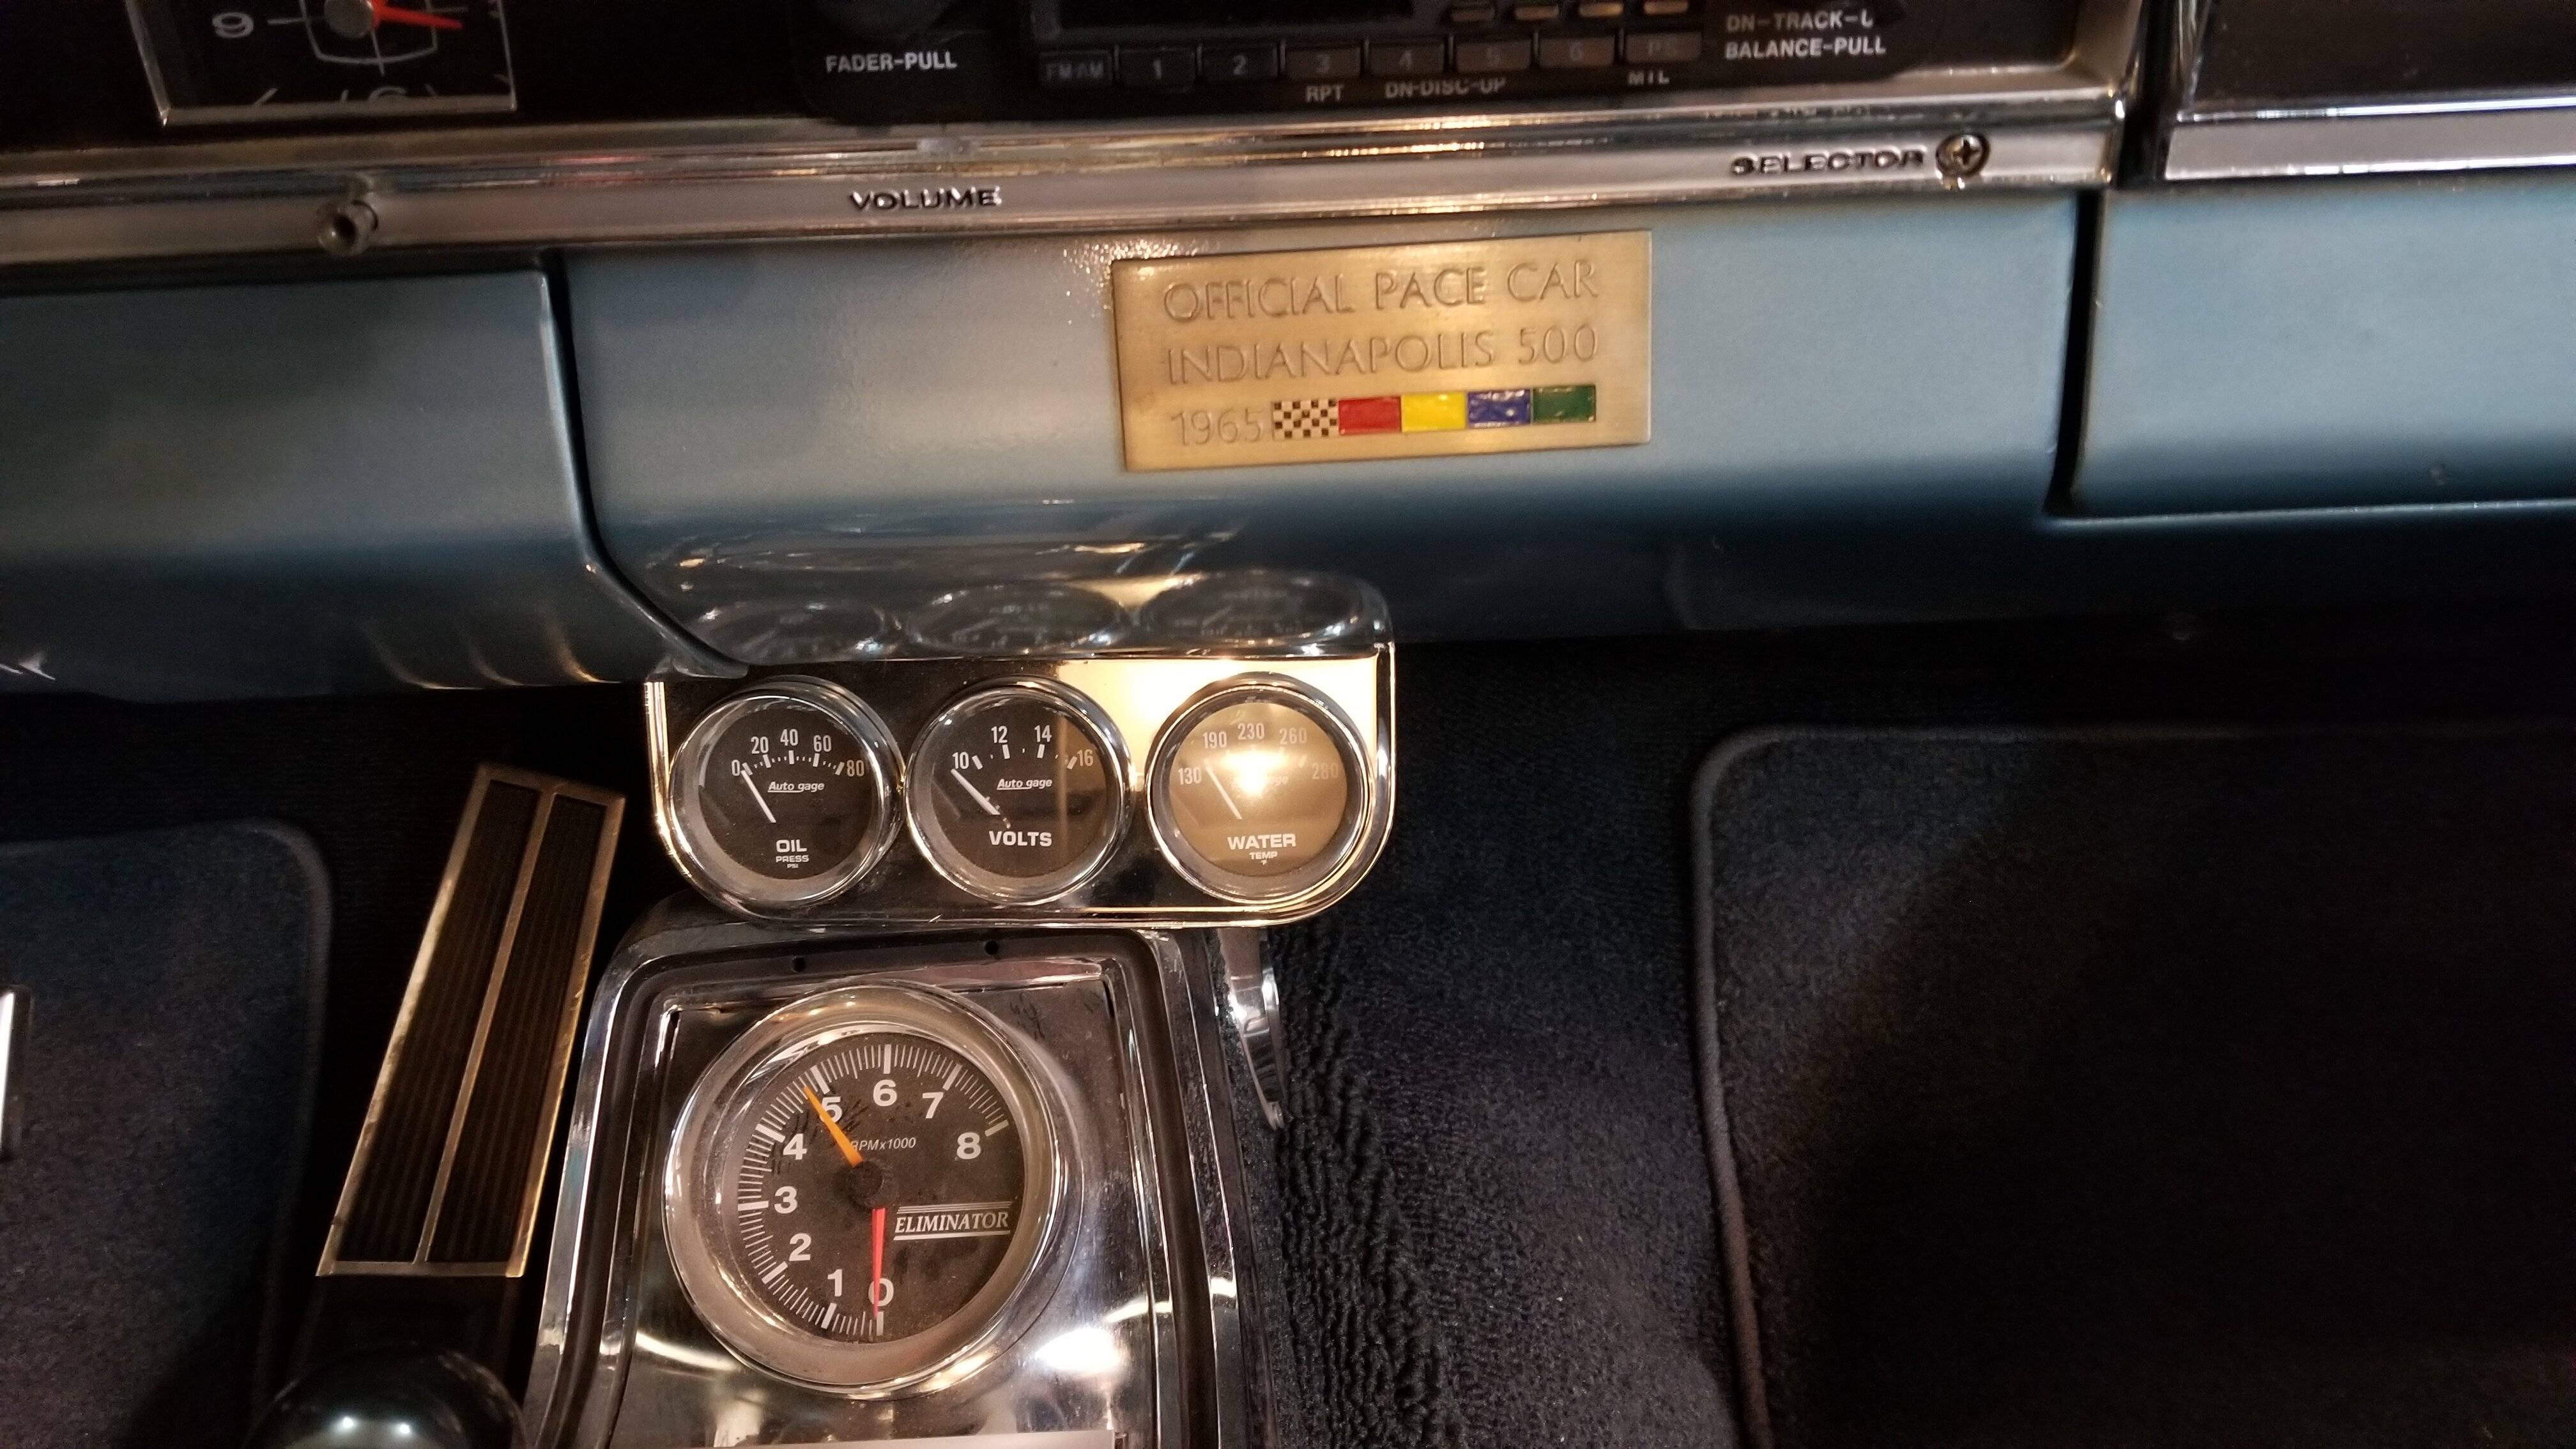 9
FADER-PULL
FM·AM 1 2 3 4 5 6
RPT DN-DISC-UP MTL
DN-TRACK-U
BALANCE-PULL
VOLUME
SELECTOR
OFFICIAL PACE CAR
INDIANAPOLIS 500
1965
0 20 40 60 80
Auto gage
OIL
PRESS
PSI
10 12 14 16
Auto gage
VOLTS
130 190 230 260 280
WATER
TEMP
°F
0 1 2 3 4 5 6 7 8
RPMx1000
ELIMINATOR